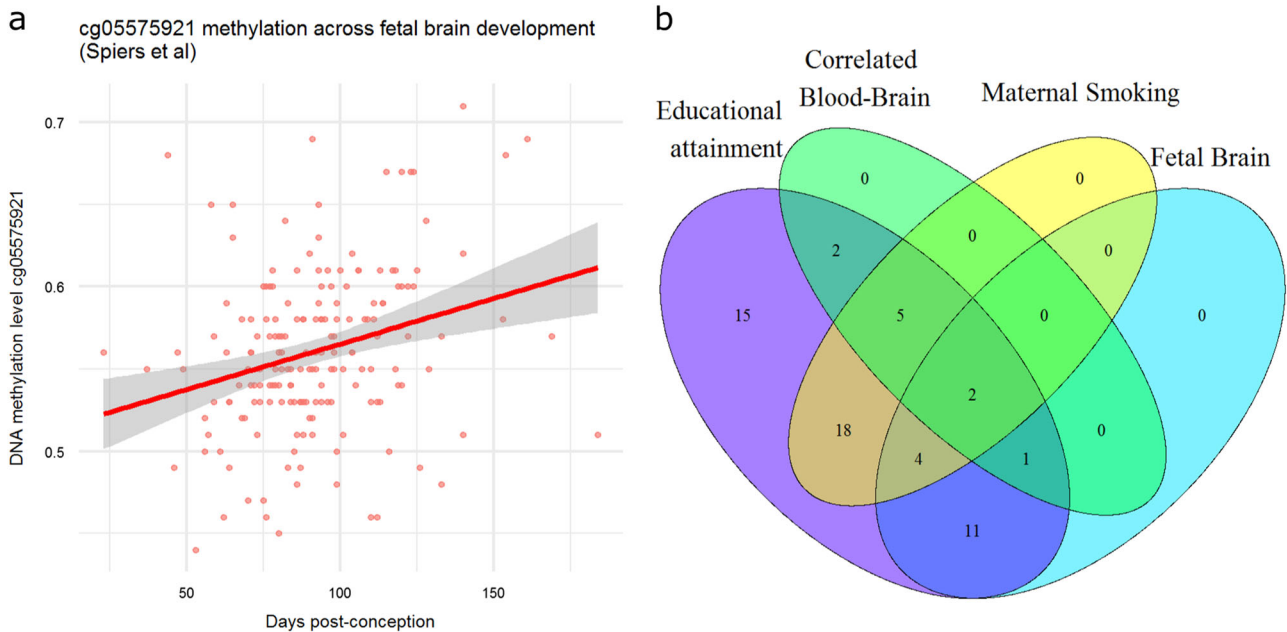 a
cg05575921 methylation across fetal brain development
(Spiers et al)
DNA methylation level cg05575921
0.7
0.6
0.5
50 100 150
Days post-conception
b
Educational
attainment
Correlated
Blood-Brain
Maternal Smoking
Fetal Brain
0 0
2 0 0
15 5 0 0
2
18 0
4 1
11